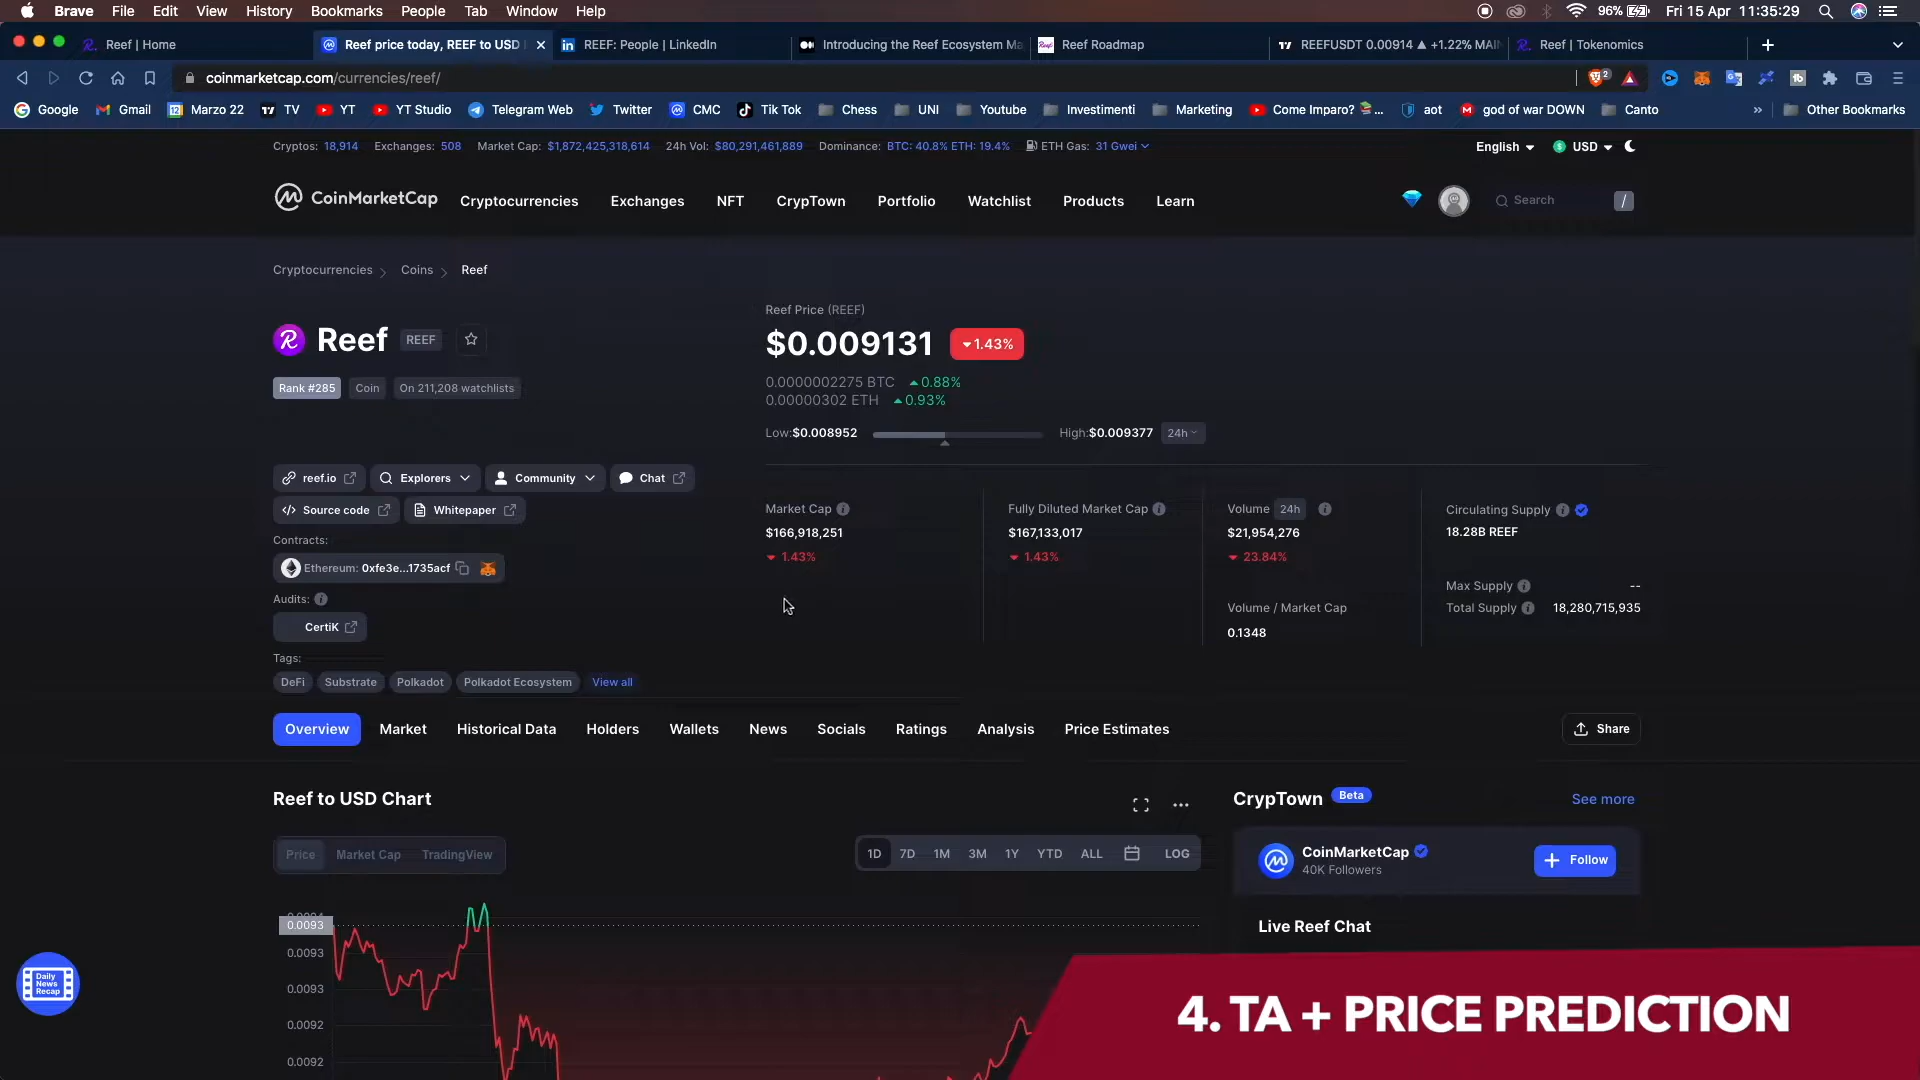 Brave File Edit View History Bookmarks People Tab Window Help 96% Fri 15 Apr 11:35:29
Reef | Home Reef price today, REEF to USD REEF: People | LinkedIn Introducing the Reef Ecosystem Ma Reef Roadmap REEFUSDT 0.00914 ▲ +1.22% MAI Reef | Tokenomics
coinmarketcap.com/currencies/reef/ 2
Google Gmail Marzo 22 TV YT YT Studio Telegram Web Twitter CMC Tik Tok Chess UNI Youtube Investimenti Marketing Come Imparo? ... aot god of war DOWN Canto » Other Bookmarks
Cryptos: 18,914 Exchanges: 508 Market Cap: $1,872,425,318,614 24h Vol: $80,291,461,889 Dominance: BTC: 40.8% ETH: 19.4% ETH Gas: 31 Gwei English USD
CoinMarketCap Cryptocurrencies Exchanges NFT CrypTown Portfolio Watchlist Products Learn Search /
Cryptocurrencies Coins Reef
Reef Price (REEF)
Reef REEF $0.009131 1.43%
0.0000002275 BTC 0.88%
Rank #285 Coin On 211,208 watchlists
0.00000302 ETH 0.93%
Low:$0.008952 High:$0.009377 24h
reef.io Explorers Community Chat
Source code Whitepaper
Market Cap Fully Diluted Market Cap Volume 24h Circulating Supply
$166,918,251 $167,133,017 $21,954,276 18.28B REEF
Contracts:
1.43% 1.43% 23.84%
Ethereum: 0xfe3e...1735acf
Max Supply --
Audits:
Volume / Market Cap Total Supply 18,280,715,935
CertiK
0.1348
Tags:
DeFi Substrate Polkadot Polkadot Ecosystem View all
Overview Market Historical Data Holders Wallets News Socials Ratings Analysis Price Estimates Share
Reef to USD Chart CrypTown Beta See more
Price Market Cap TradingView 1D 7D 1M 3M 1Y YTD ALL LOG
CoinMarketCap
40K Followers
Follow
0.0093
Live Reef Chat
0.0093
0.0093
Daily
News
Recap
4. TA + PRICE PREDICTION
0.0092
0.0092